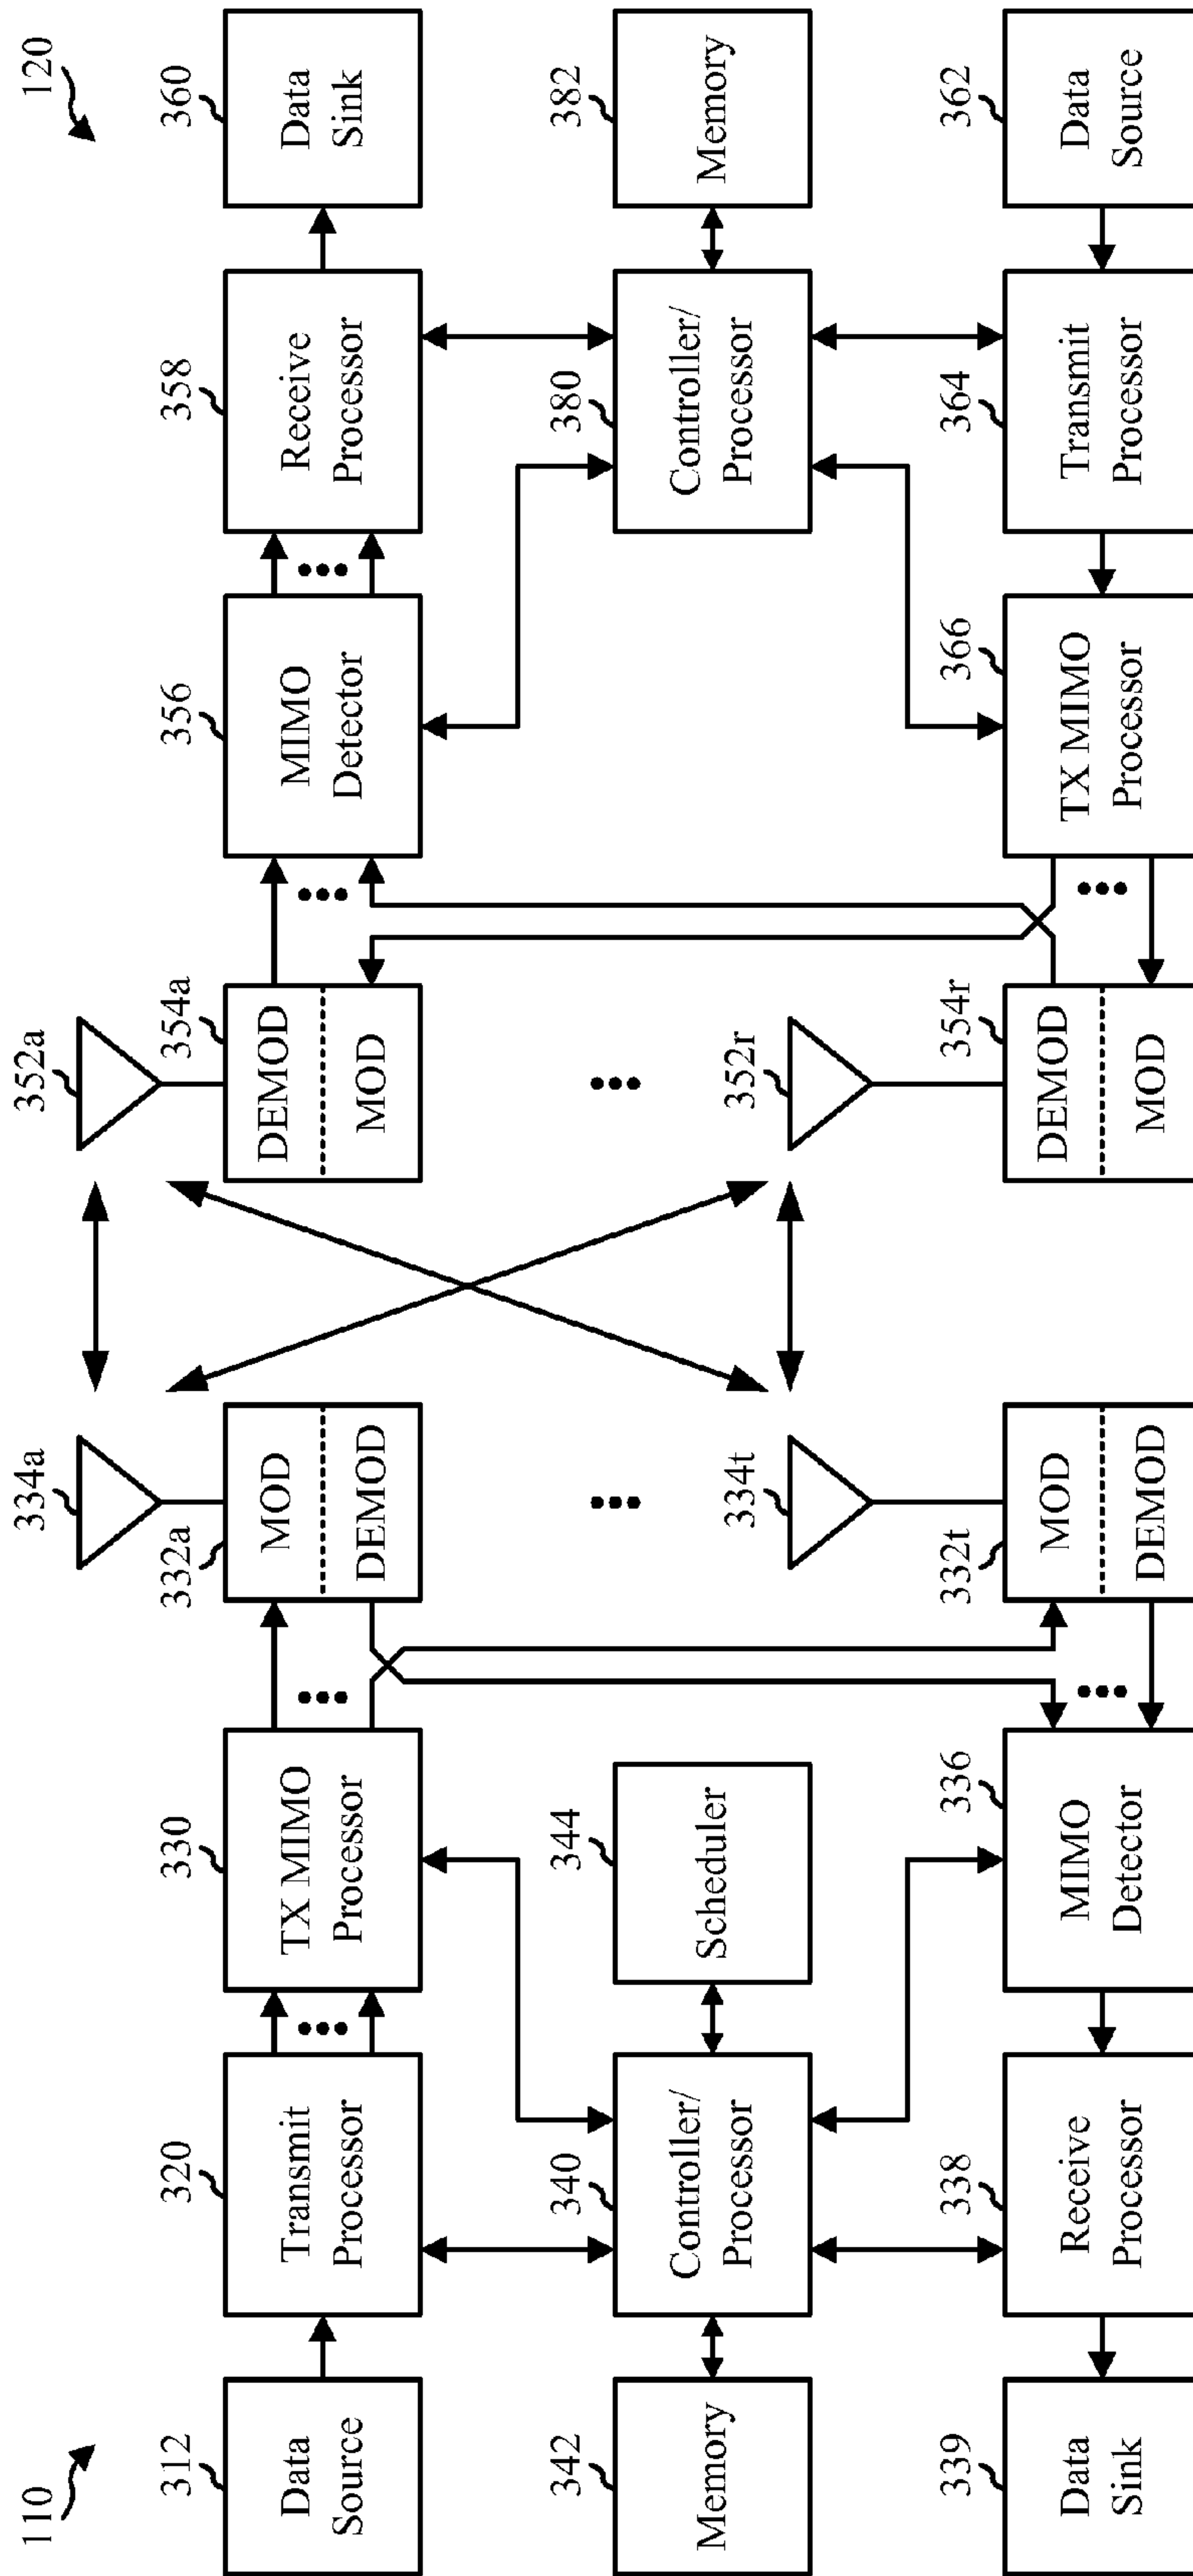 110
120
334a
352a
312
320
330
332a
354a
356
358
360
Data
Source
Transmit
Processor
TX MIMO
Processor
MOD
DEMOD
DEMOD
MOD
MIMO
Detector
Receive
Processor
Data
Sink
342
340
344
334t
352r
380
382
Memory
Controller/
Processor
Scheduler
Controller/
Processor
Memory
339
338
336
332t
354r
366
364
362
Data
Sink
Receive
Processor
MIMO
Detector
MOD
DEMOD
DEMOD
MOD
TX MIMO
Processor
Transmit
Processor
Data
Source